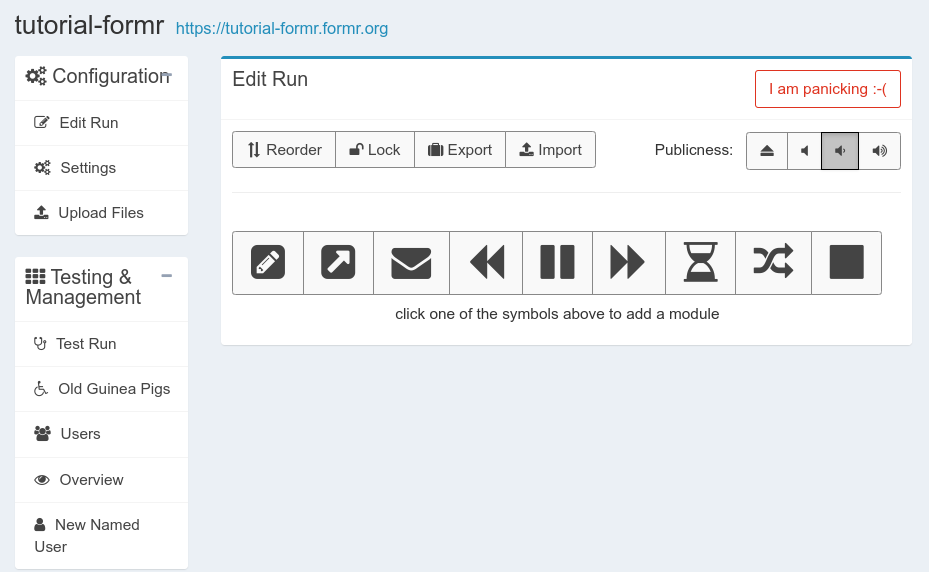 tutorial-formr https://tutorial-formr.formr.org
Configuration
Edit Run
Settings
Upload Files
Testing &
Management
Test Run
Old Guinea Pigs
Users
Overview
New Named
User
Edit Run
I am panicking :-(
Reorder Lock Export Import Publicness:
click one of the symbols above to add a module